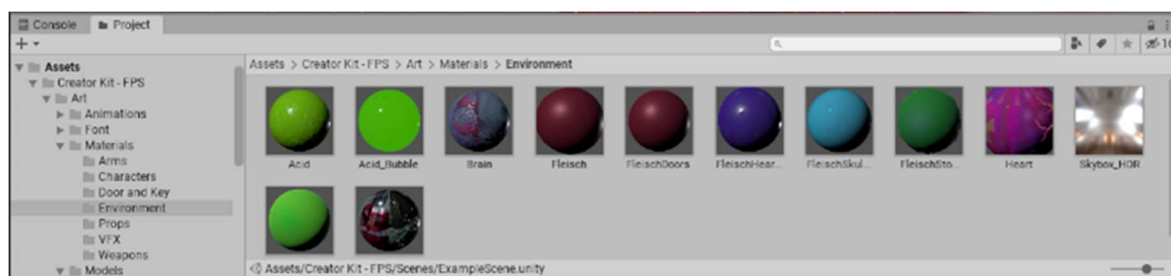 Console Project
Assets
Creator Kit - FPS
Art
Animations
Font
Materials
Arms
Characters
Door and Key
Environment
Props
VFX
Weapons
Models
Assets > Creator Kit - FPS > Art > Materials > Environment
Acid Acid_Bubble Brain Fleisch FleischDoors FleischHear... FleischSkul... FleischSto... Heart Skybox_HDR
Assets/Creator Kit - FPS/Scenes/ExampleScene.unity